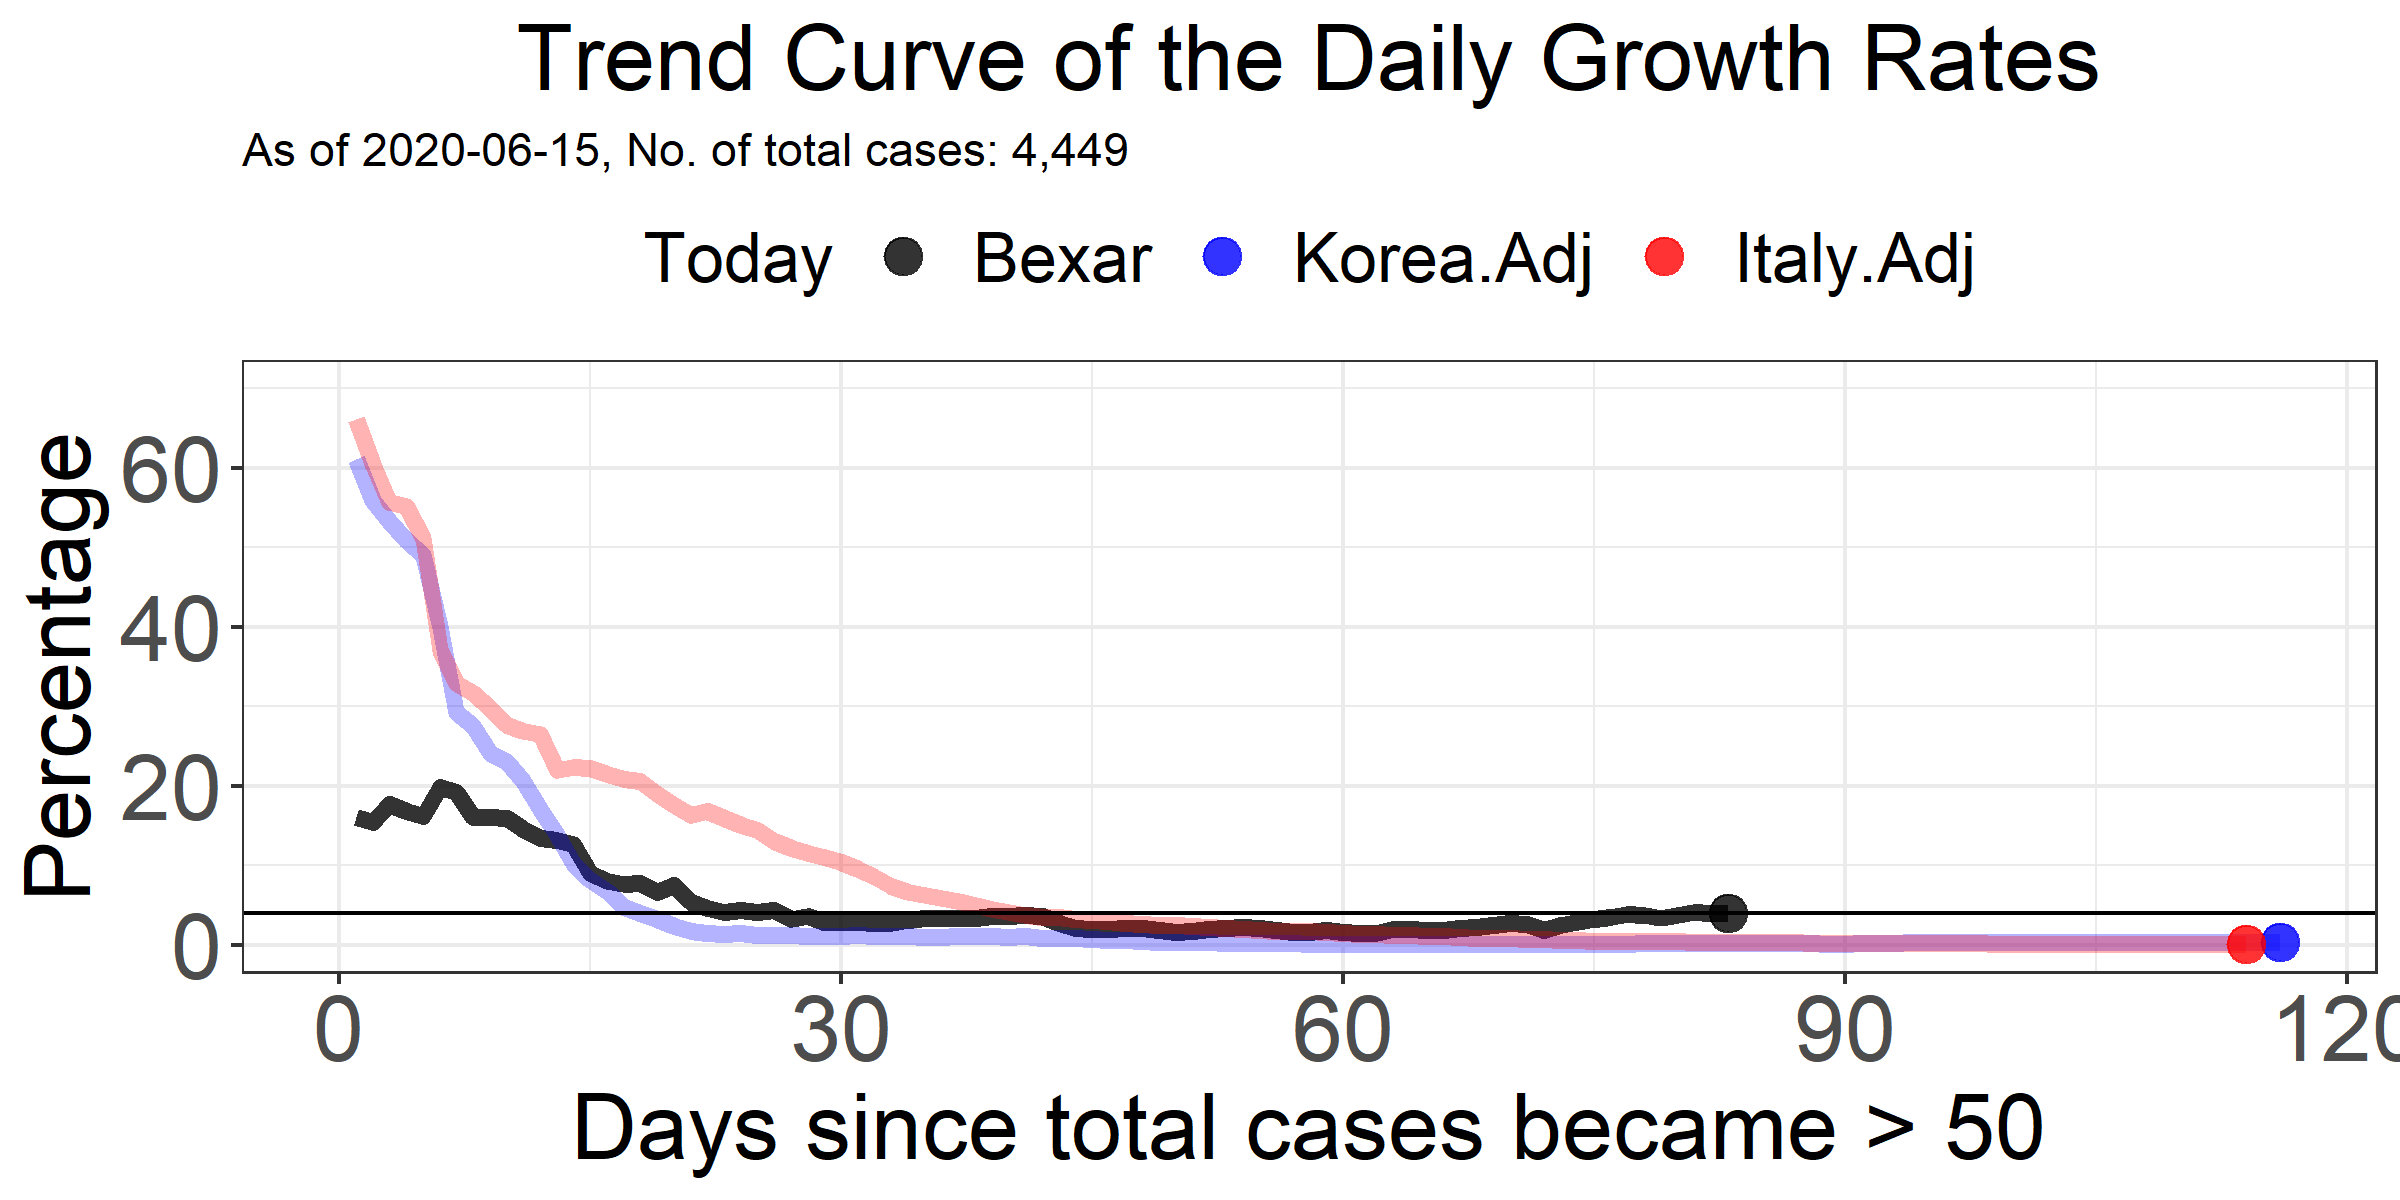 Trend Curve of the Daily Growth Rates
As of 2020-06-15, No. of total cases: 4,449
Today Bexar Korea.Adj Italy.Adj
Percentage
60
40
20
0
0 30 60 90 120
Days since total cases became > 50